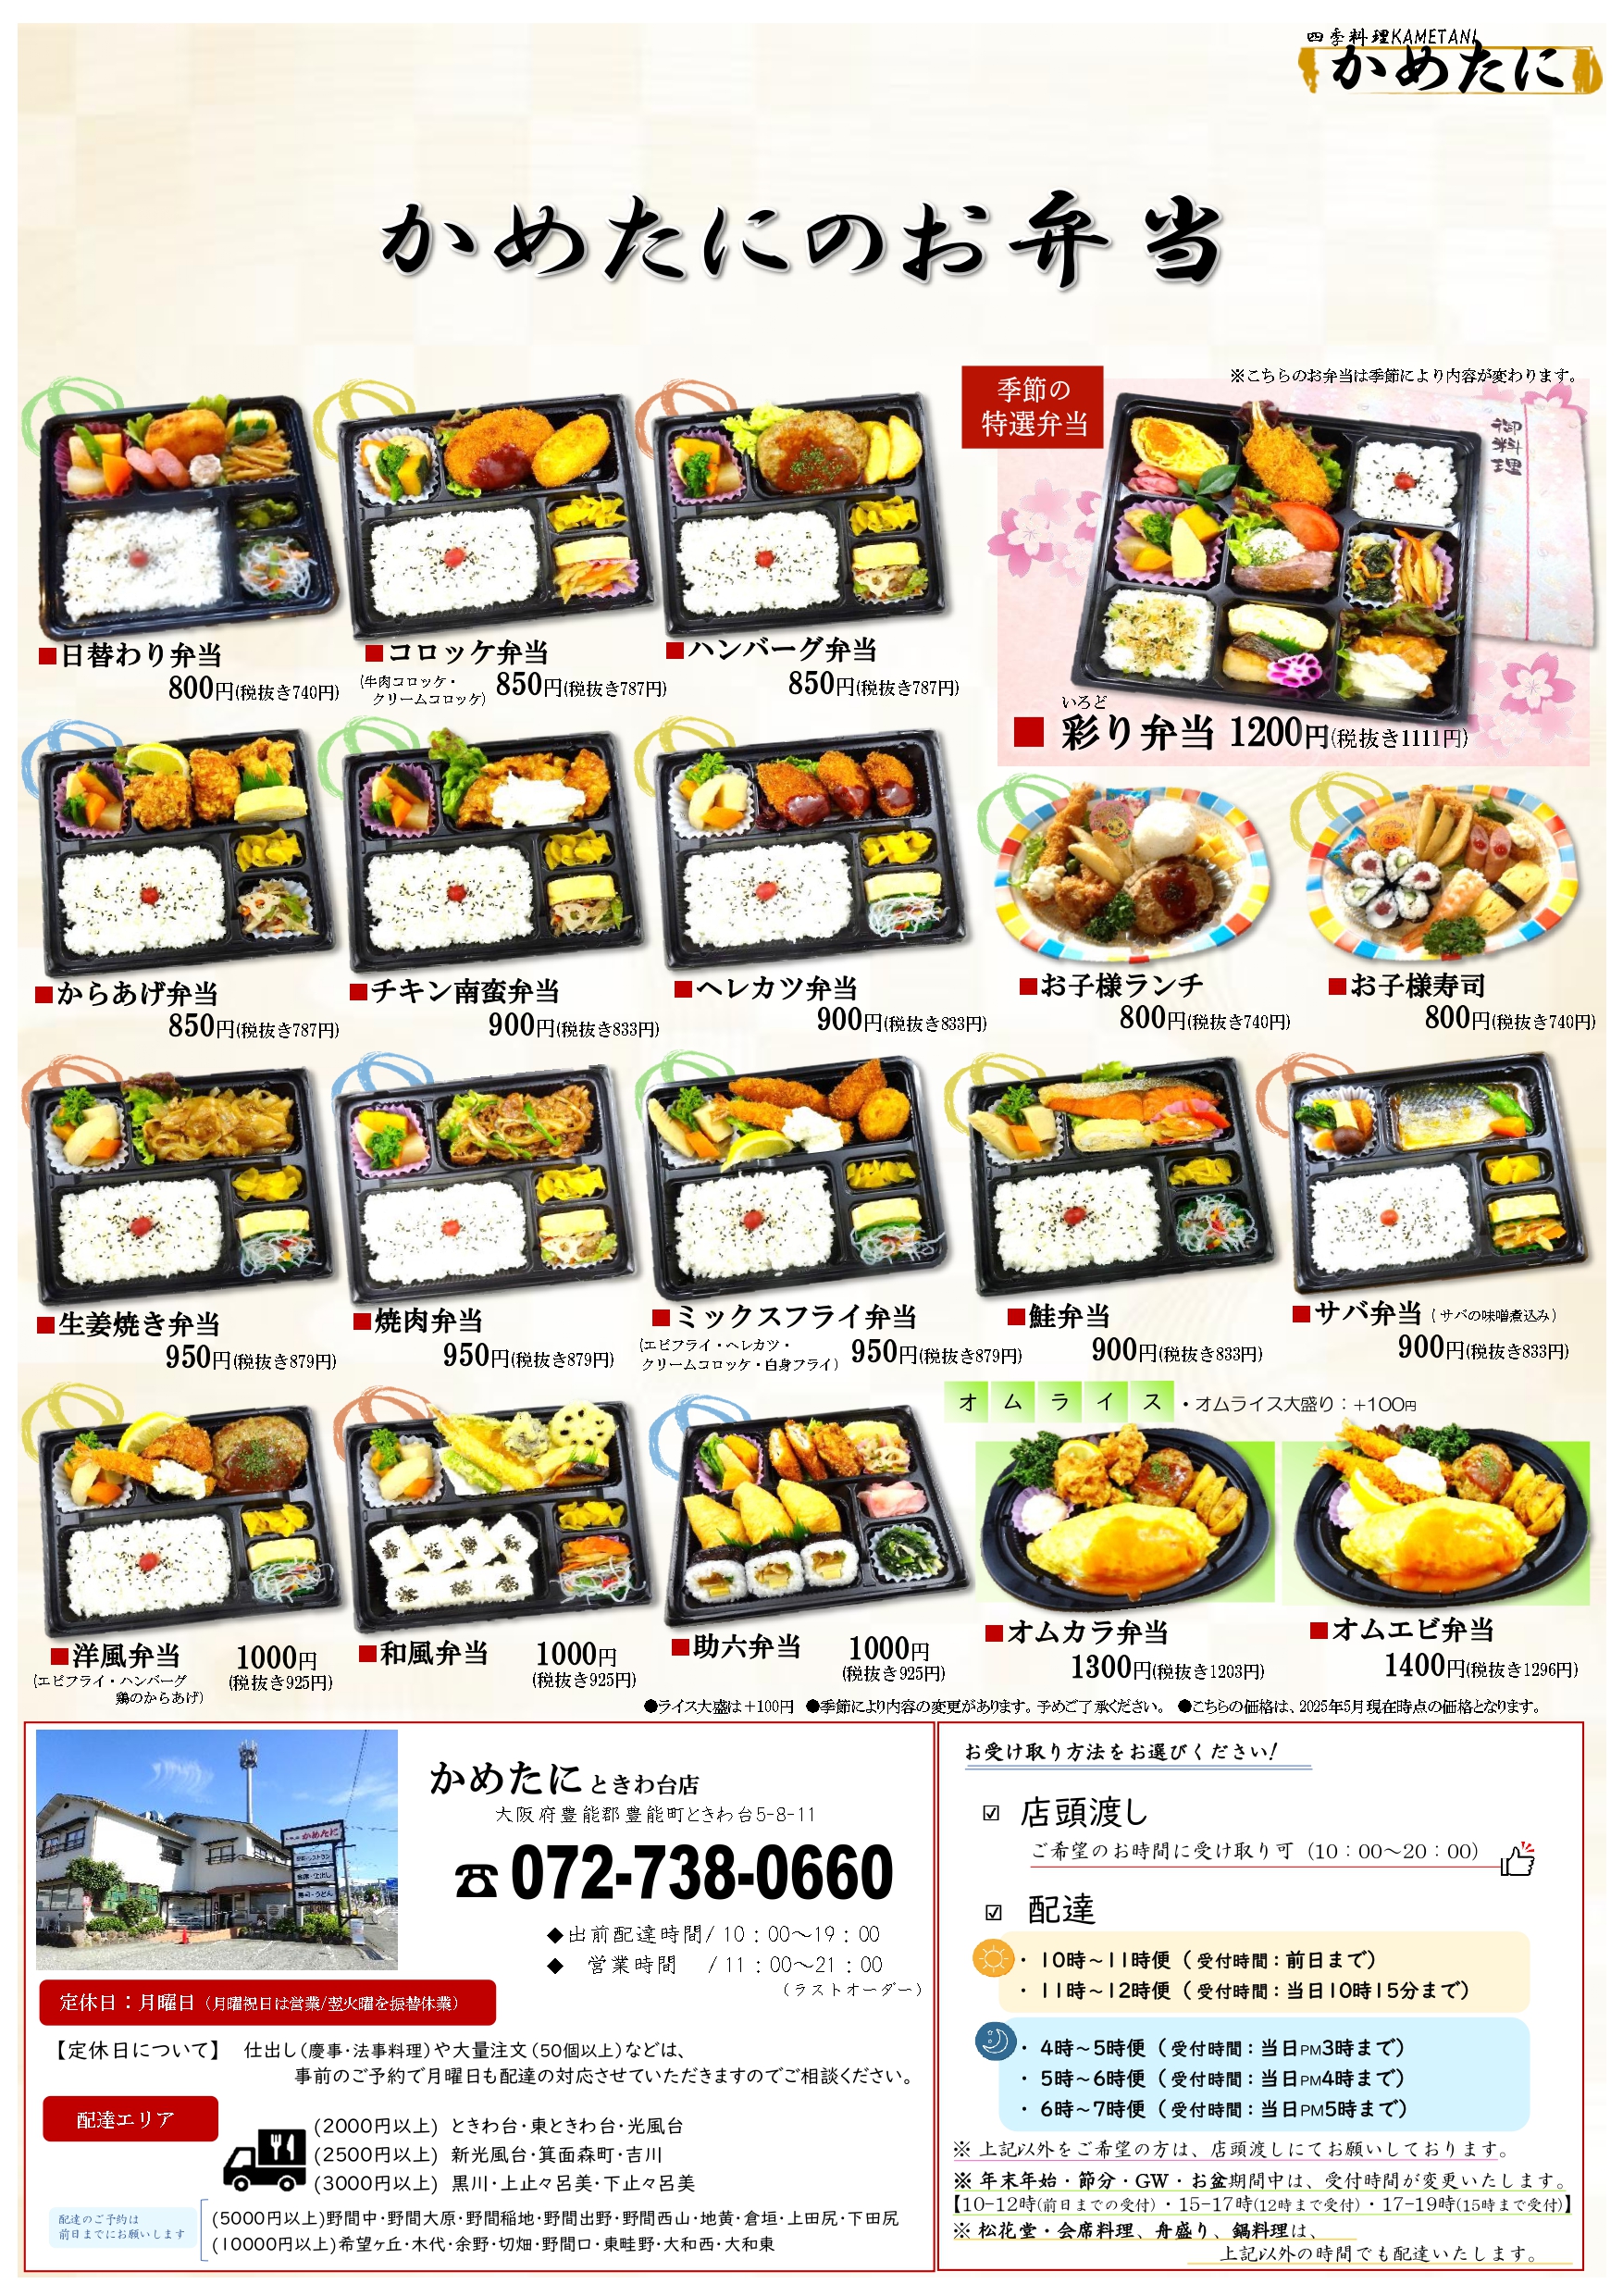 四季料理KAMETANI
かめたに
かめたにのお弁当
季節の
特選弁当
※こちらのお弁当は季節により内容が変わります。
御料理
■日替わり弁当
800円(税抜き740円)
■コロッケ弁当
(牛肉コロッケ・
クリームコロッケ)
850円(税抜き787円)
■ハンバーグ弁当
850円(税抜き787円)
いろど
■ 彩り弁当 1200円(税抜き1111円)
■からあげ弁当
850円(税抜き787円)
■チキン南蛮弁当
900円(税抜き833円)
■ヘレカツ弁当
900円(税抜き833円)
■お子様ランチ
800円(税抜き740円)
■お子様寿司
800円(税抜き740円)
■生姜焼き弁当
950円(税抜き879円)
■焼肉弁当
950円(税抜き879円)
■ミックスフライ弁当
(エビフライ・ヘレカツ・
クリームコロッケ・白身フライ)
950円(税抜き879円)
■鮭弁当
900円(税抜き833円)
■サバ弁当 (サバの味噌煮込み)
900円(税抜き833円)
オムライス ・オムライス大盛り：+100円
■洋風弁当 1000円
(エビフライ・ハンバーグ
鶏のからあげ)
(税抜き925円)
■和風弁当 1000円
(税抜き925円)
■助六弁当 1000円
(税抜き925円)
■オムカラ弁当
1300円(税抜き1203円)
■オムエビ弁当
1400円(税抜き1296円)
●ライス大盛は＋100円 ●季節により内容の変更があります。予めご了承ください。 ●こちらの価格は、2025年5月現在時点の価格となります。
かめたに
かめたに ときわ台店
大阪府豊能郡豊能町ときわ台5-8-11
☎072-738-0660
◆出前配達時間/ 10：00〜19：00
◆ 営業時間 / 11：00〜21：00
(ラストオーダー)
定休日：月曜日 (月曜祝日は営業/翌火曜を振替休業)
【定休日について】 仕出し(慶事･法事料理)や大量注文(50個以上)などは、
事前のご予約で月曜日も配達の対応させていただきますのでご相談ください。
配達エリア
(2000円以上) ときわ台･東ときわ台･光風台
(2500円以上) 新光風台･箕面森町･吉川
(3000円以上) 黒川･上止々呂美･下止々呂美
配達のご予約は
前日までにお願いします
(5000円以上)野間中･野間大原･野間稲地･野間出野･野間西山･地黄･倉垣･上田尻･下田尻
(10000円以上)希望ヶ丘･木代･余野･切畑･野間口･東畦野･大和西･大和東
お受け取り方法をお選びください!
☑ 店頭渡し
ご希望のお時間に受け取り可 (10：00〜20：00)
☑ 配達
・10時〜11時便 (受付時間：前日まで)
・11時〜12時便 (受付時間：当日10時15分まで)
・4時〜5時便 (受付時間：当日PM3時まで)
・5時〜6時便 (受付時間：当日PM4時まで)
・6時〜7時便 (受付時間：当日PM5時まで)
※ 上記以外をご希望の方は、店頭渡しにてお願いしております。
※ 年末年始・節分・GW・お盆期間中は、受付時間が変更いたします。
【10-12時(前日までの受付)・15-17時(12時まで受付)・17-19時(15時まで受付)】
※ 松花堂・会席料理、舟盛り、鍋料理は、
上記以外の時間でも配達いたします。